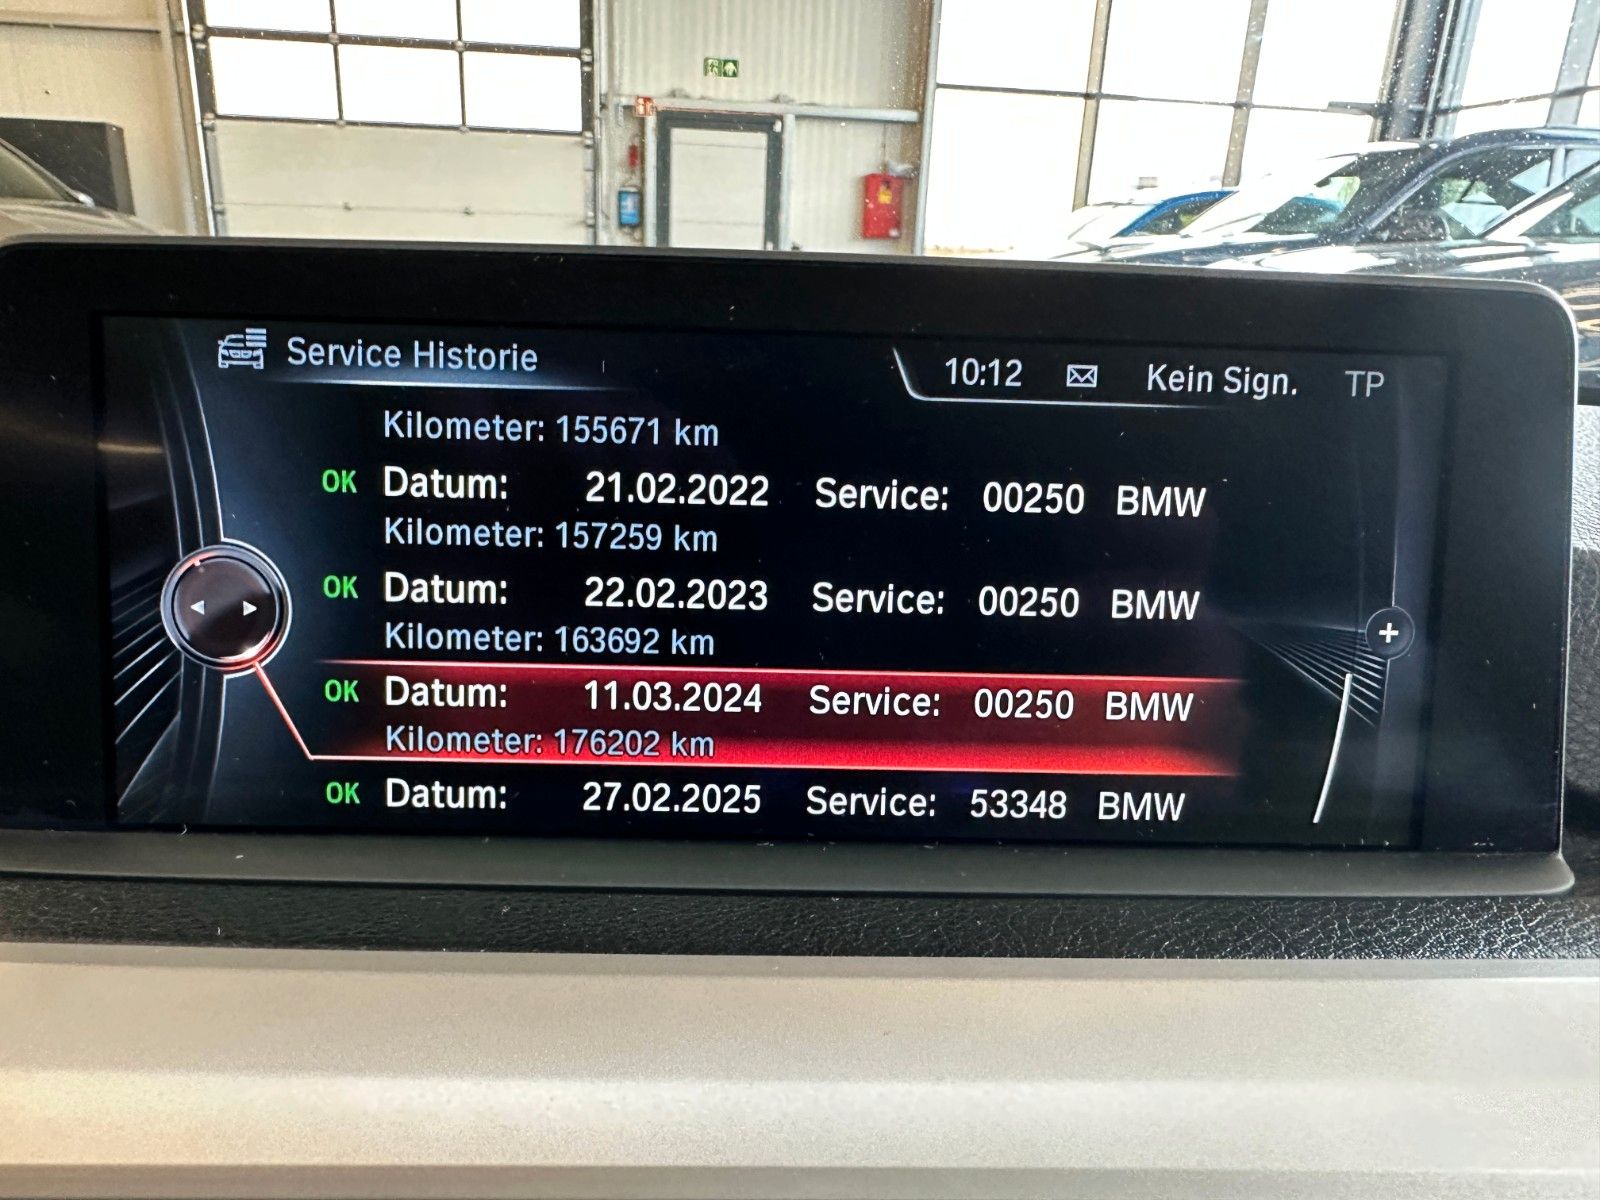 Service Historie
10:12 Kein Sign. TP
Kilometer: 155671 km
OK Datum: 21.02.2022 Service: 00250 BMW
Kilometer: 157259 km
OK Datum: 22.02.2023 Service: 00250 BMW
Kilometer: 163692 km
OK Datum: 11.03.2024 Service: 00250 BMW
Kilometer: 176202 km
OK Datum: 27.02.2025 Service: 53348 BMW